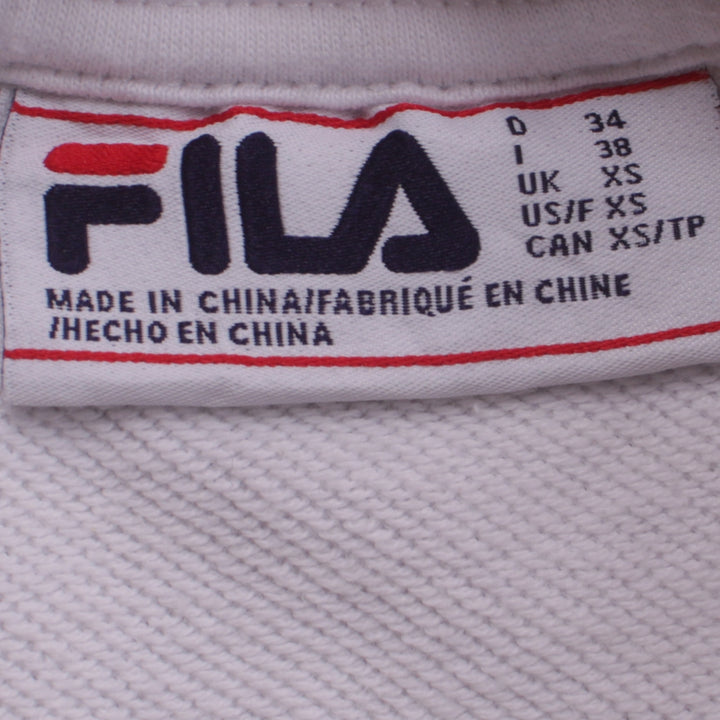 FILA
D 34
I 38
UK XS
US/F XS
CAN XS/TP
MADE IN CHINA/FABRIQUÉ EN CHINE
/HECHO EN CHINA